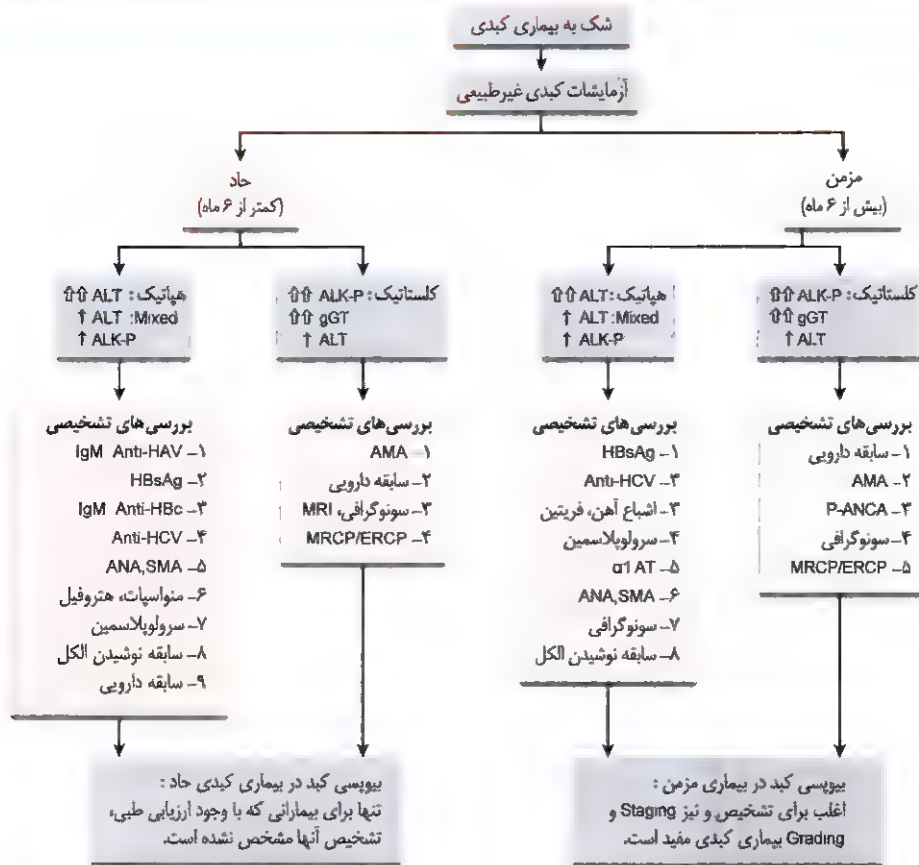 شک به بیماری کبدی
آزمایشات کبدی غیرطبیعی
حاد
(کمتر از ۶ ماه)
مزمن
(بیش از ۶ ماه)
هپاتیک: ALT ⇧⇧
Mixed: ALT ↑
ALK-P ↑
کلستاتیک: ALK-P ⇧⇧
gGT ⇧⇧
ALT ↑
هپاتیک: ALT ⇧⇧
Mixed: ALT ↑
ALK-P ↑
کلستاتیک: ALK-P ⇧⇧
gGT ⇧⇧
ALT ↑
بررسی‌های تشخیصی
۱- IgM Anti-HAV
۲- HBsAg
۳- IgM Anti-HBc
۴- Anti-HCV
۵- ANA,SMA
۶- منواسپات، هتروفیل
۷- سرولوپلاسمین
۸- سابقه نوشیدن الکل
۹- سابقه دارویی
بررسی‌های تشخیصی
۱- AMA
۲- سابقه دارویی
۳- سونوگرافی، MRI
۴- MRCP/ERCP
بررسی‌های تشخیصی
۱- HBsAg
۲- Anti-HCV
۳- اشباع آهن، فریتین
۴- سرولوپلاسمین
۵- α1 AT
۶- ANA,SMA
۷- سونوگرافی
۸- سابقه نوشیدن الکل
بررسی‌های تشخیصی
۱- سابقه دارویی
۲- AMA
۳- P-ANCA
۴- سونوگرافی
۵- MRCP/ERCP
بیوپسی کبد در بیماری کبدی حاد :
تنها برای بیمارانی که با وجود ارزیابی طبی،
تشخیص آنها مشخص نشده است.
بیوپسی کبد در بیماری مزمن :
اغلب برای تشخیص و نیز Staging و
Grading بیماری کبدی مفید است.